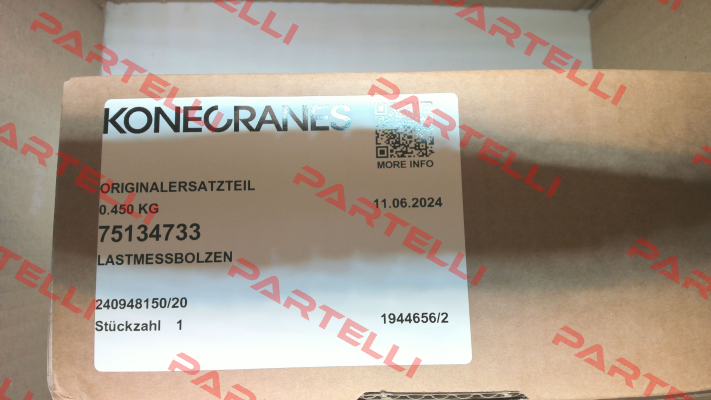 KONECRANES
MORE INFO
ORIGINALERSATZTEIL
0.450 KG
11.06.2024
75134733
LASTMESSBOLZEN
240948150/20
Stückzahl 1
1944656/2
PARTELLI
PARTELLI
PARTELLI
PARTELLI
PARTELLI
PARTELLI
PARTELLI
PARTELLI